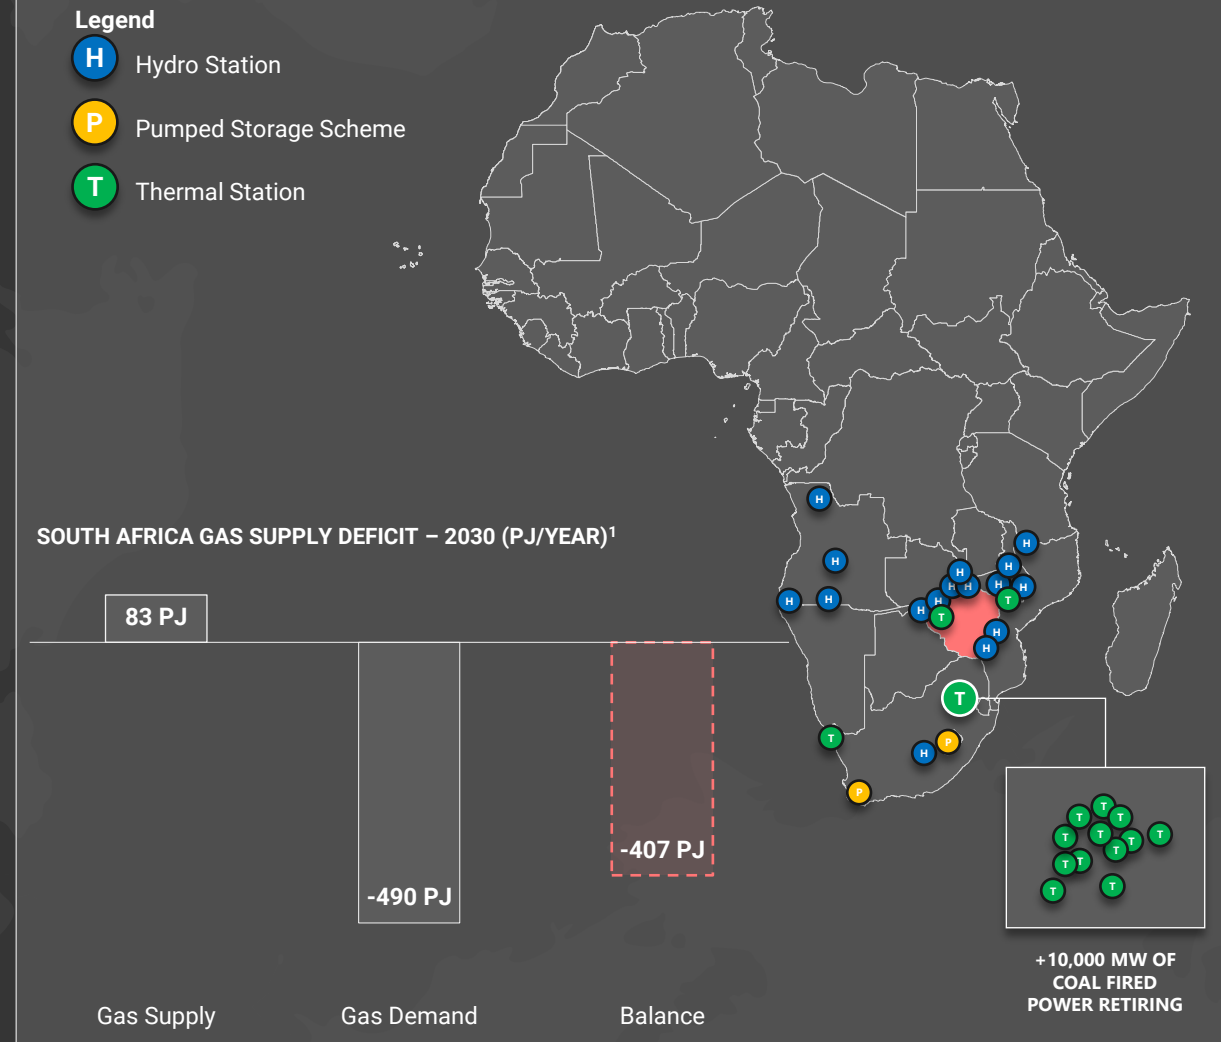 Legend
H Hydro Station
P Pumped Storage Scheme
T Thermal Station
SOUTH AFRICA GAS SUPPLY DEFICIT – 2030 (PJ/YEAR)¹
83 PJ
-490 PJ
-407 PJ
Gas Supply
Gas Demand
Balance
H
H
H
H
H
H
H
H
H
H
H
H
H
T
H
T
H
H
T
T
H
P
P
T
T
T
T
T
T
T
T
T
T
T
T
+10,000 MW OF
COAL FIRED
POWER RETIRING